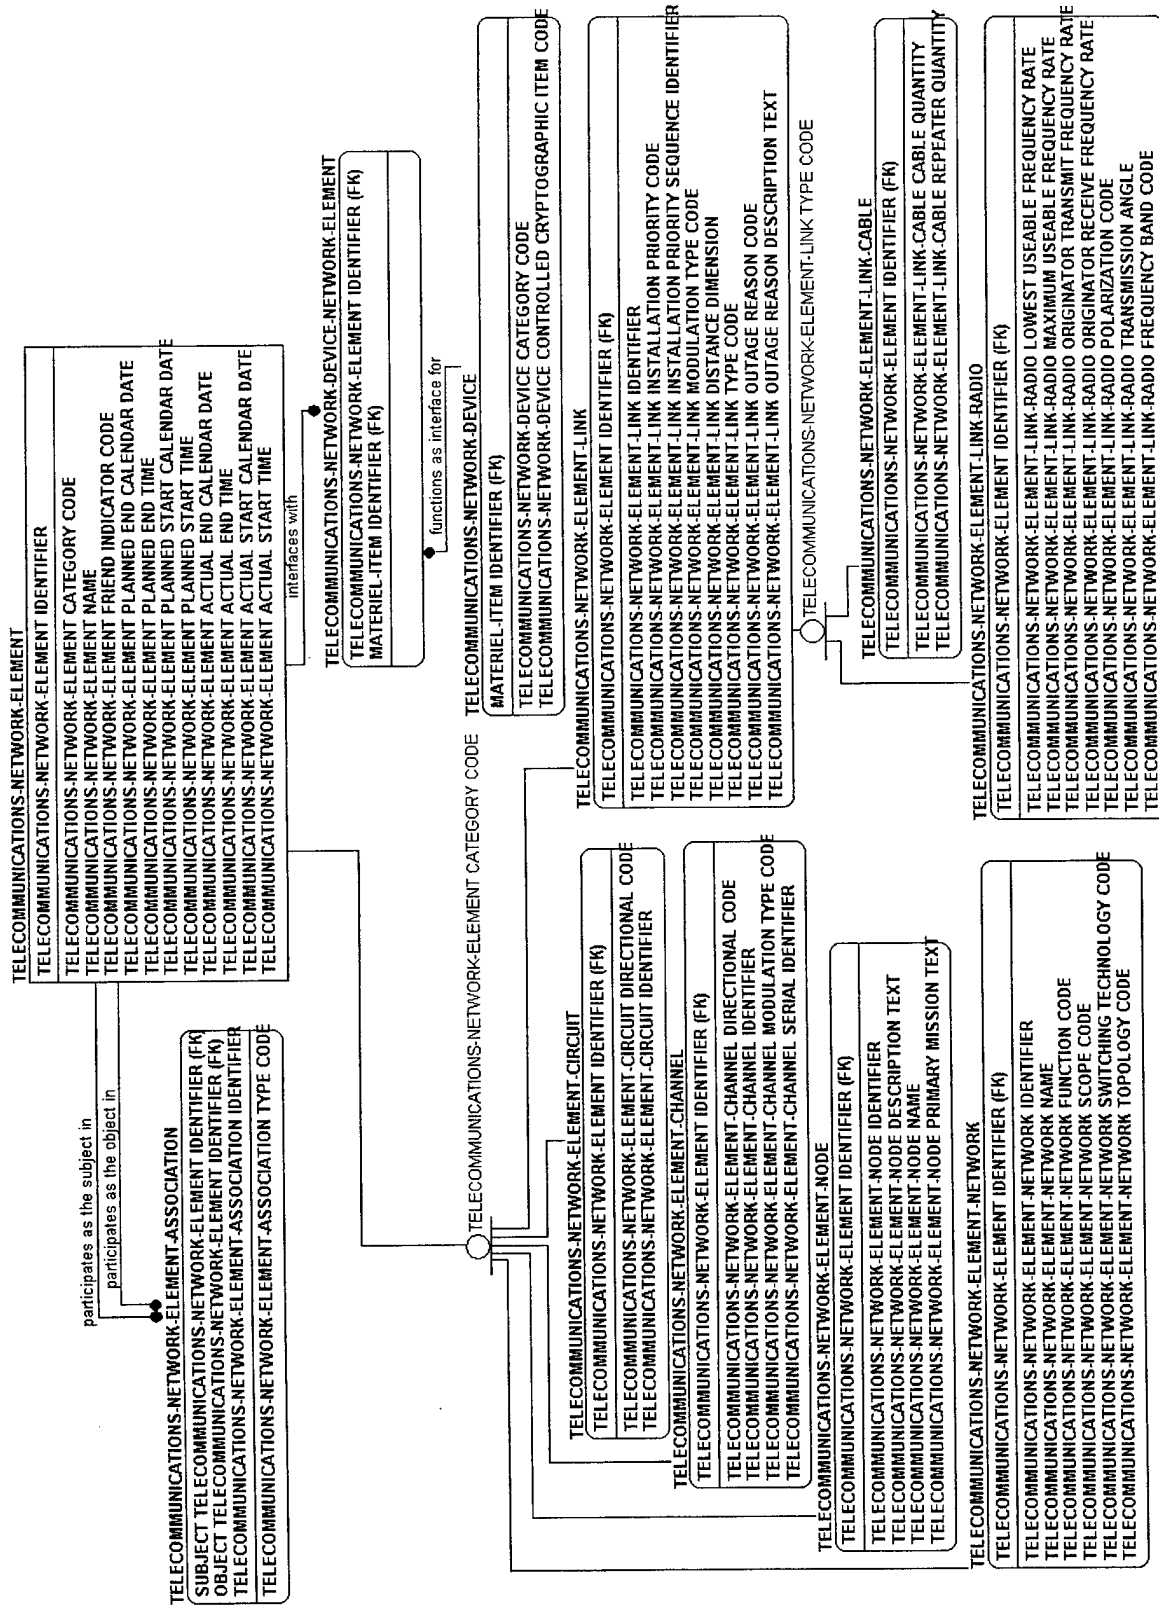 TELECOMMUNICATIONS-NETWORK-ELEMENT
TELECOMMUNICATIONS-NETWORK-ELEMENT IDENTIFIER
TELECOMMUNICATIONS-NETWORK-ELEMENT CATEGORY CODE
TELECOMMUNICATIONS-NETWORK-ELEMENT NAME
TELECOMMUNICATIONS-NETWORK-ELEMENT FRIEND INDICATOR CODE
TELECOMMUNICATIONS-NETWORK-ELEMENT PLANNED END CALENDAR DATE
TELECOMMUNICATIONS-NETWORK-ELEMENT PLANNED END TIME
TELECOMMUNICATIONS-NETWORK-ELEMENT PLANNED START CALENDAR DATE
TELECOMMUNICATIONS-NETWORK-ELEMENT PLANNED START TIME
TELECOMMUNICATIONS-NETWORK-ELEMENT ACTUAL END CALENDAR DATE
TELECOMMUNICATIONS-NETWORK-ELEMENT ACTUAL END TIME
TELECOMMUNICATIONS-NETWORK-ELEMENT ACTUAL START CALENDAR DATE
TELECOMMUNICATIONS-NETWORK-ELEMENT ACTUAL START TIME
participates as the subject in
participates as the object in
TELECOMMUNICATIONS-NETWORK-ELEMENT-ASSOCIATION
SUBJECT TELECOMMUNICATIONS-NETWORK-ELEMENT IDENTIFIER (FK)
OBJECT TELECOMMUNICATIONS-NETWORK-ELEMENT IDENTIFIER (FK)
TELECOMMUNICATIONS-NETWORK-ELEMENT-ASSOCIATION IDENTIFIER
TELECOMMUNICATIONS-NETWORK-ELEMENT-ASSOCIATION TYPE CODE
interfaces with
TELECOMMUNICATIONS-NETWORK-DEVICE-NETWORK-ELEMENT
TELECOMMUNICATIONS-NETWORK-ELEMENT IDENTIFIER (FK)
MATERIEL-ITEM IDENTIFIER (FK)
functions as interface for
TELECOMMUNICATIONS-NETWORK-DEVICE
MATERIEL-ITEM IDENTIFIER (FK)
TELECOMMUNICATIONS-NETWORK-DEVICE CATEGORY CODE
TELECOMMUNICATIONS-NETWORK-DEVICE CONTROLLED CRYPTOGRAPHIC ITEM CODE
TELECOMMUNICATIONS-NETWORK-ELEMENT CATEGORY CODE
TELECOMMUNICATIONS-NETWORK-ELEMENT-CIRCUIT
TELECOMMUNICATIONS-NETWORK-ELEMENT IDENTIFIER (FK)
TELECOMMUNICATIONS-NETWORK-ELEMENT-CIRCUIT DIRECTIONAL CODE
TELECOMMUNICATIONS-NETWORK-ELEMENT-CIRCUIT IDENTIFIER
TELECOMMUNICATIONS-NETWORK-ELEMENT-CHANNEL
TELECOMMUNICATIONS-NETWORK-ELEMENT IDENTIFIER (FK)
TELECOMMUNICATIONS-NETWORK-ELEMENT-CHANNEL DIRECTIONAL CODE
TELECOMMUNICATIONS-NETWORK-ELEMENT-CHANNEL IDENTIFIER
TELECOMMUNICATIONS-NETWORK-ELEMENT-CHANNEL MODULATION TYPE CODE
TELECOMMUNICATIONS-NETWORK-ELEMENT-CHANNEL SERIAL IDENTIFIER
TELECOMMUNICATIONS-NETWORK-ELEMENT-NODE
TELECOMMUNICATIONS-NETWORK-ELEMENT IDENTIFIER (FK)
TELECOMMUNICATIONS-NETWORK-ELEMENT-NODE IDENTIFIER
TELECOMMUNICATIONS-NETWORK-ELEMENT-NODE DESCRIPTION TEXT
TELECOMMUNICATIONS-NETWORK-ELEMENT-NODE NAME
TELECOMMUNICATIONS-NETWORK-ELEMENT-NODE PRIMARY MISSION TEXT
TELECOMMUNICATIONS-NETWORK-ELEMENT-NETWORK
TELECOMMUNICATIONS-NETWORK-ELEMENT IDENTIFIER (FK)
TELECOMMUNICATIONS-NETWORK-ELEMENT-NETWORK IDENTIFIER
TELECOMMUNICATIONS-NETWORK-ELEMENT-NETWORK NAME
TELECOMMUNICATIONS-NETWORK-ELEMENT-NETWORK FUNCTION CODE
TELECOMMUNICATIONS-NETWORK-ELEMENT-NETWORK SCOPE CODE
TELECOMMUNICATIONS-NETWORK-ELEMENT-NETWORK SWITCHING TECHNOLOGY CODE
TELECOMMUNICATIONS-NETWORK-ELEMENT-NETWORK TOPOLOGY CODE
TELECOMMUNICATIONS-NETWORK-ELEMENT-LINK
TELECOMMUNICATIONS-NETWORK-ELEMENT IDENTIFIER (FK)
TELECOMMUNICATIONS-NETWORK-ELEMENT-LINK IDENTIFIER
TELECOMMUNICATIONS-NETWORK-ELEMENT-LINK INSTALLATION PRIORITY CODE
TELECOMMUNICATIONS-NETWORK-ELEMENT-LINK INSTALLATION PRIORITY SEQUENCE IDENTIFIER
TELECOMMUNICATIONS-NETWORK-ELEMENT-LINK MODULATION TYPE CODE
TELECOMMUNICATIONS-NETWORK-ELEMENT-LINK DISTANCE DIMENSION
TELECOMMUNICATIONS-NETWORK-ELEMENT-LINK TYPE CODE
TELECOMMUNICATIONS-NETWORK-ELEMENT-LINK OUTAGE REASON CODE
TELECOMMUNICATIONS-NETWORK-ELEMENT-LINK OUTAGE REASON DESCRIPTION TEXT
TELECOMMUNICATIONS-NETWORK-ELEMENT-LINK TYPE CODE
TELECOMMUNICATIONS-NETWORK-ELEMENT-LINK-CABLE
TELECOMMUNICATIONS-NETWORK-ELEMENT IDENTIFIER (FK)
TELECOMMUNICATIONS-NETWORK-ELEMENT-LINK-CABLE QUANTITY
TELECOMMUNICATIONS-NETWORK-ELEMENT-LINK-CABLE REPEATER QUANTITY
TELECOMMUNICATIONS-NETWORK-ELEMENT-LINK-RADIO
TELECOMMUNICATIONS-NETWORK-ELEMENT IDENTIFIER (FK)
TELECOMMUNICATIONS-NETWORK-ELEMENT-LINK-RADIO LOWEST USEABLE FREQUENCY RATE
TELECOMMUNICATIONS-NETWORK-ELEMENT-LINK-RADIO MAXIMUM USEABLE FREQUENCY RATE
TELECOMMUNICATIONS-NETWORK-ELEMENT-LINK-RADIO ORIGINATOR TRANSMIT FREQUENCY RATE
TELECOMMUNICATIONS-NETWORK-ELEMENT-LINK-RADIO ORIGINATOR RECEIVE FREQUENCY RATE
TELECOMMUNICATIONS-NETWORK-ELEMENT-LINK-RADIO POLARIZATION CODE
TELECOMMUNICATIONS-NETWORK-ELEMENT-LINK-RADIO TRANSMISSION ANGLE
TELECOMMUNICATIONS-NETWORK-ELEMENT-LINK-RADIO FREQUENCY BAND CODE